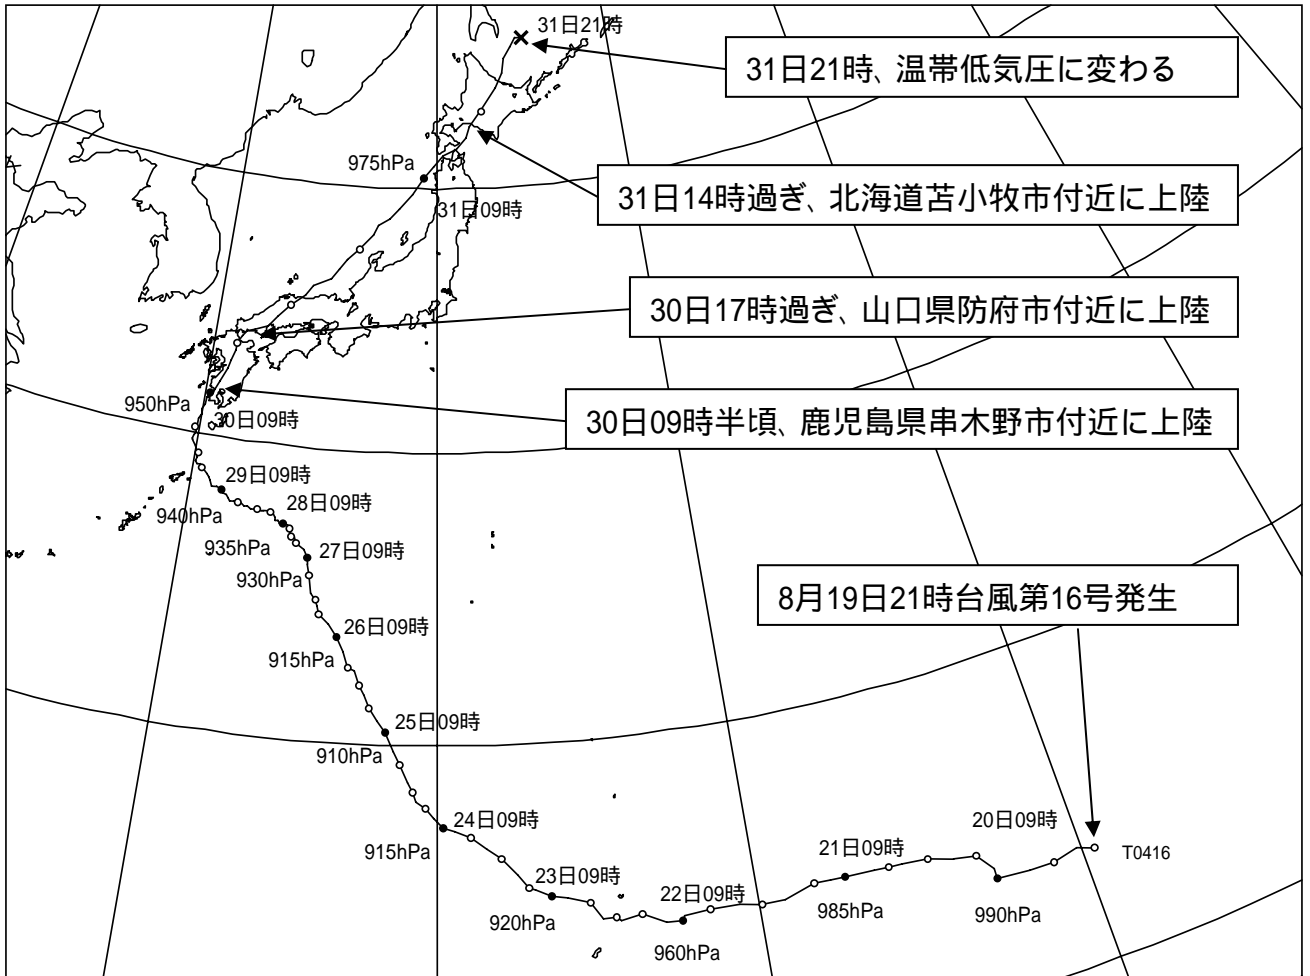 31日21時
31日21時、温帯低気圧に変わる
975hPa
31日14時過ぎ、北海道苫小牧市付近に上陸
31日09時
30日17時過ぎ、山口県防府市付近に上陸
950hPa
30日09時
30日09時半頃、鹿児島県串木野市付近に上陸
29日09時
28日09時
940hPa
935hPa
27日09時
930hPa
8月19日21時台風第16号発生
26日09時
915hPa
25日09時
910hPa
24日09時
20日09時
915hPa
21日09時
T0416
23日09時
22日09時
920hPa
985hPa
990hPa
960hPa